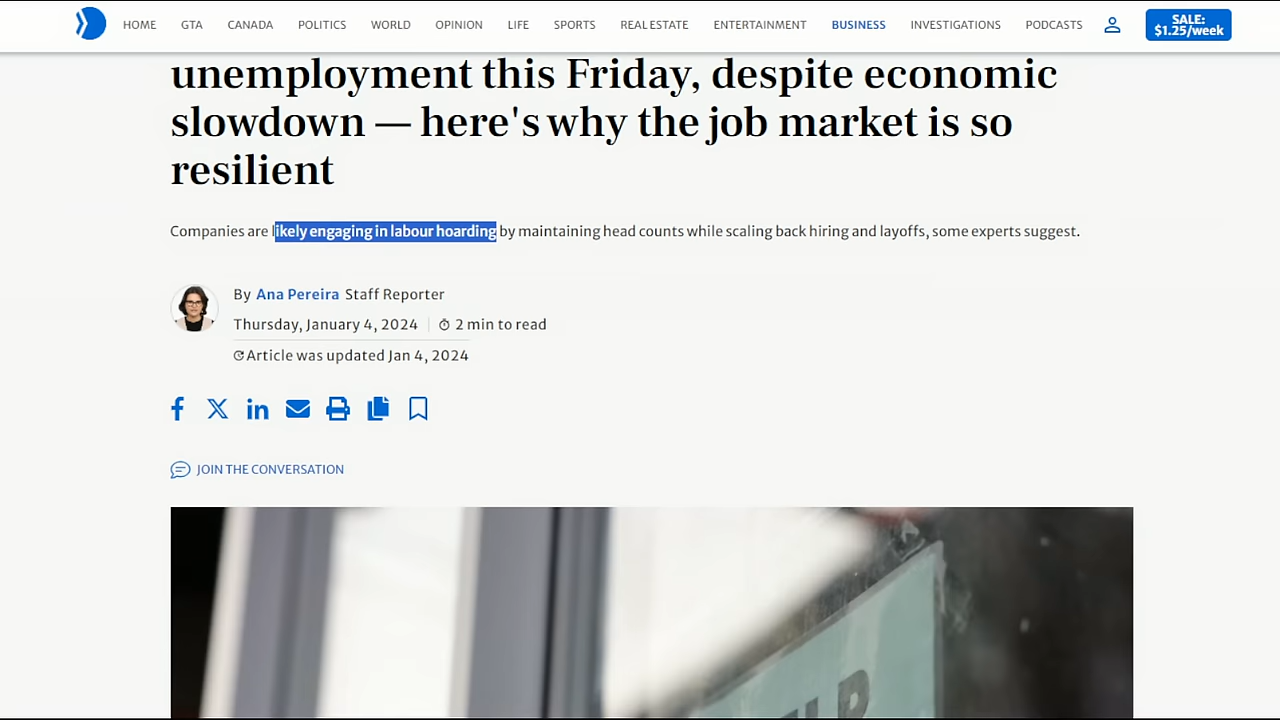 HOME GTA CANADA POLITICS WORLD OPINION LIFE SPORTS REAL ESTATE ENTERTAINMENT BUSINESS INVESTIGATIONS PODCASTS
SALE:
$1.25/week
unemployment this Friday, despite economic
slowdown — here's why the job market is so
resilient
Companies are likely engaging in labour hoarding by maintaining head counts while scaling back hiring and layoffs, some experts suggest.
By Ana Pereira Staff Reporter
Thursday, January 4, 2024 2 min to read
Article was updated Jan 4, 2024
JOIN THE CONVERSATION